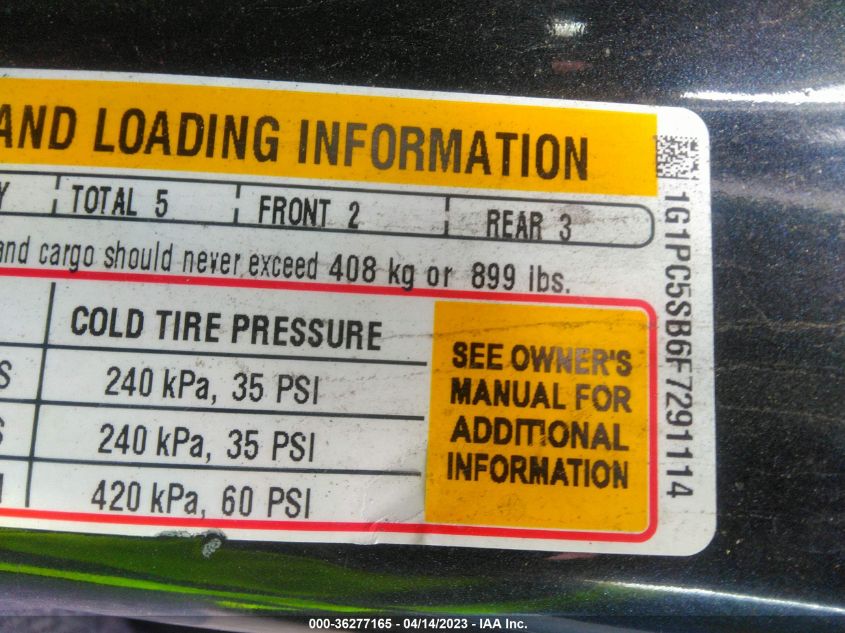 AND LOADING INFORMATION
Y TOTAL 5 FRONT 2 REAR 3
and cargo should never exceed 408 kg or 899 lbs.
COLD TIRE PRESSURE
S 240 kPa, 35 PSI
S 240 kPa, 35 PSI
420 kPa, 60 PSI
SEE OWNER'S
MANUAL FOR
ADDITIONAL
INFORMATION
1G1PC5SB6F7291114
000-36277165 - 04/14/2023 - IAA Inc.